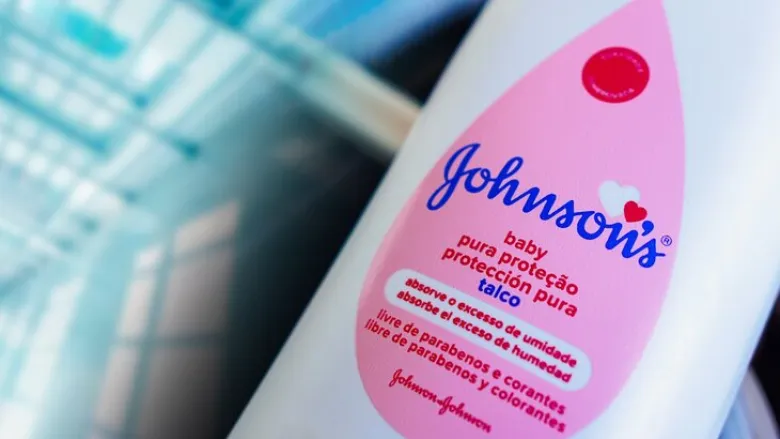 Johnson's®
baby
pura proteção
protección pura
talco
absorve o excesso de umidade
absorbe el exceso de humedad
livre de parabenos e corantes
libre de parabenos y colorantes
Johnson & Johnson